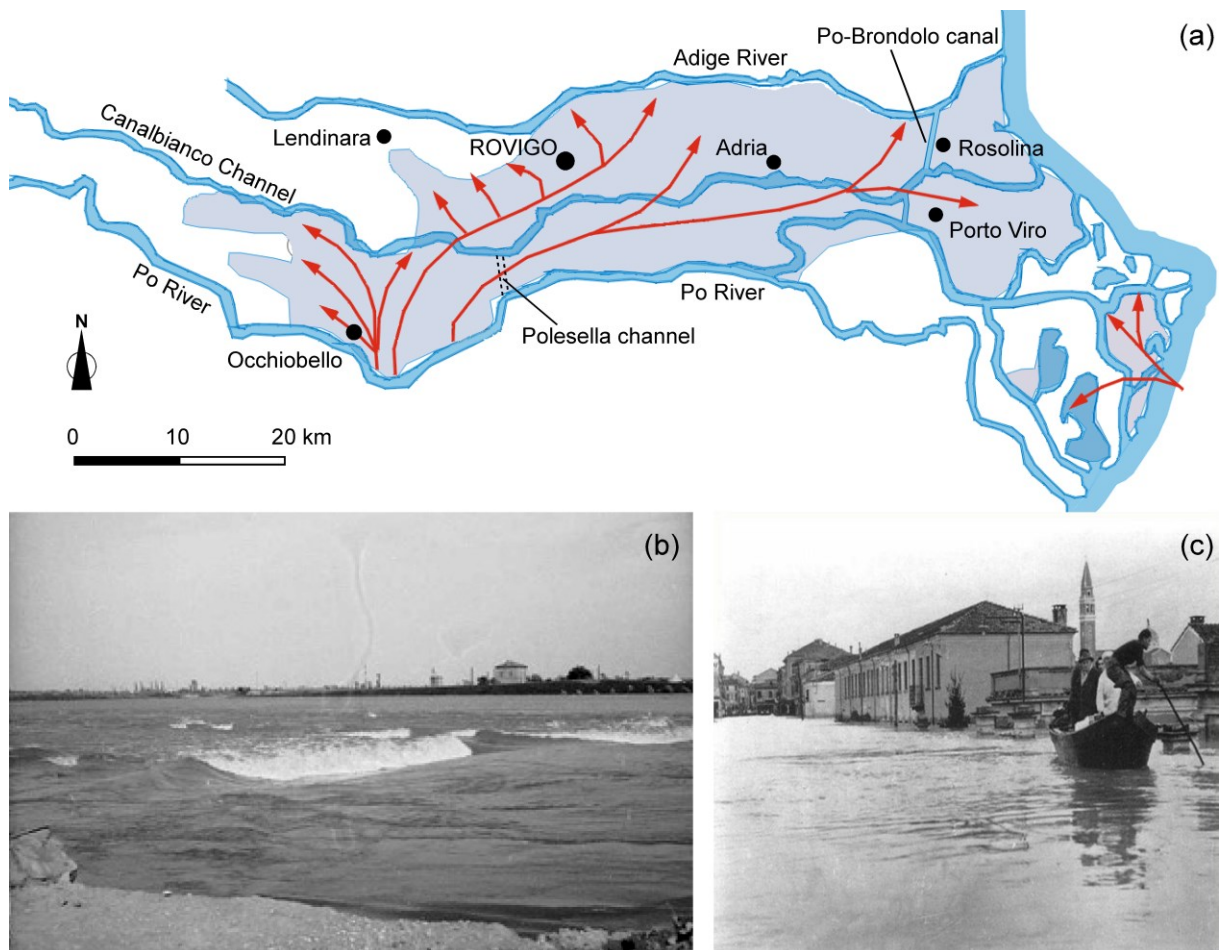 Po-Brondolo canal
(a)
Adige River
Canalbianco Channel
Lendinara
ROVIGO
Adria
Rosolina
Porto Viro
Po River
Po River
Polesella channel
Occhiobello
N
0 10 20 km
(b)
(c)